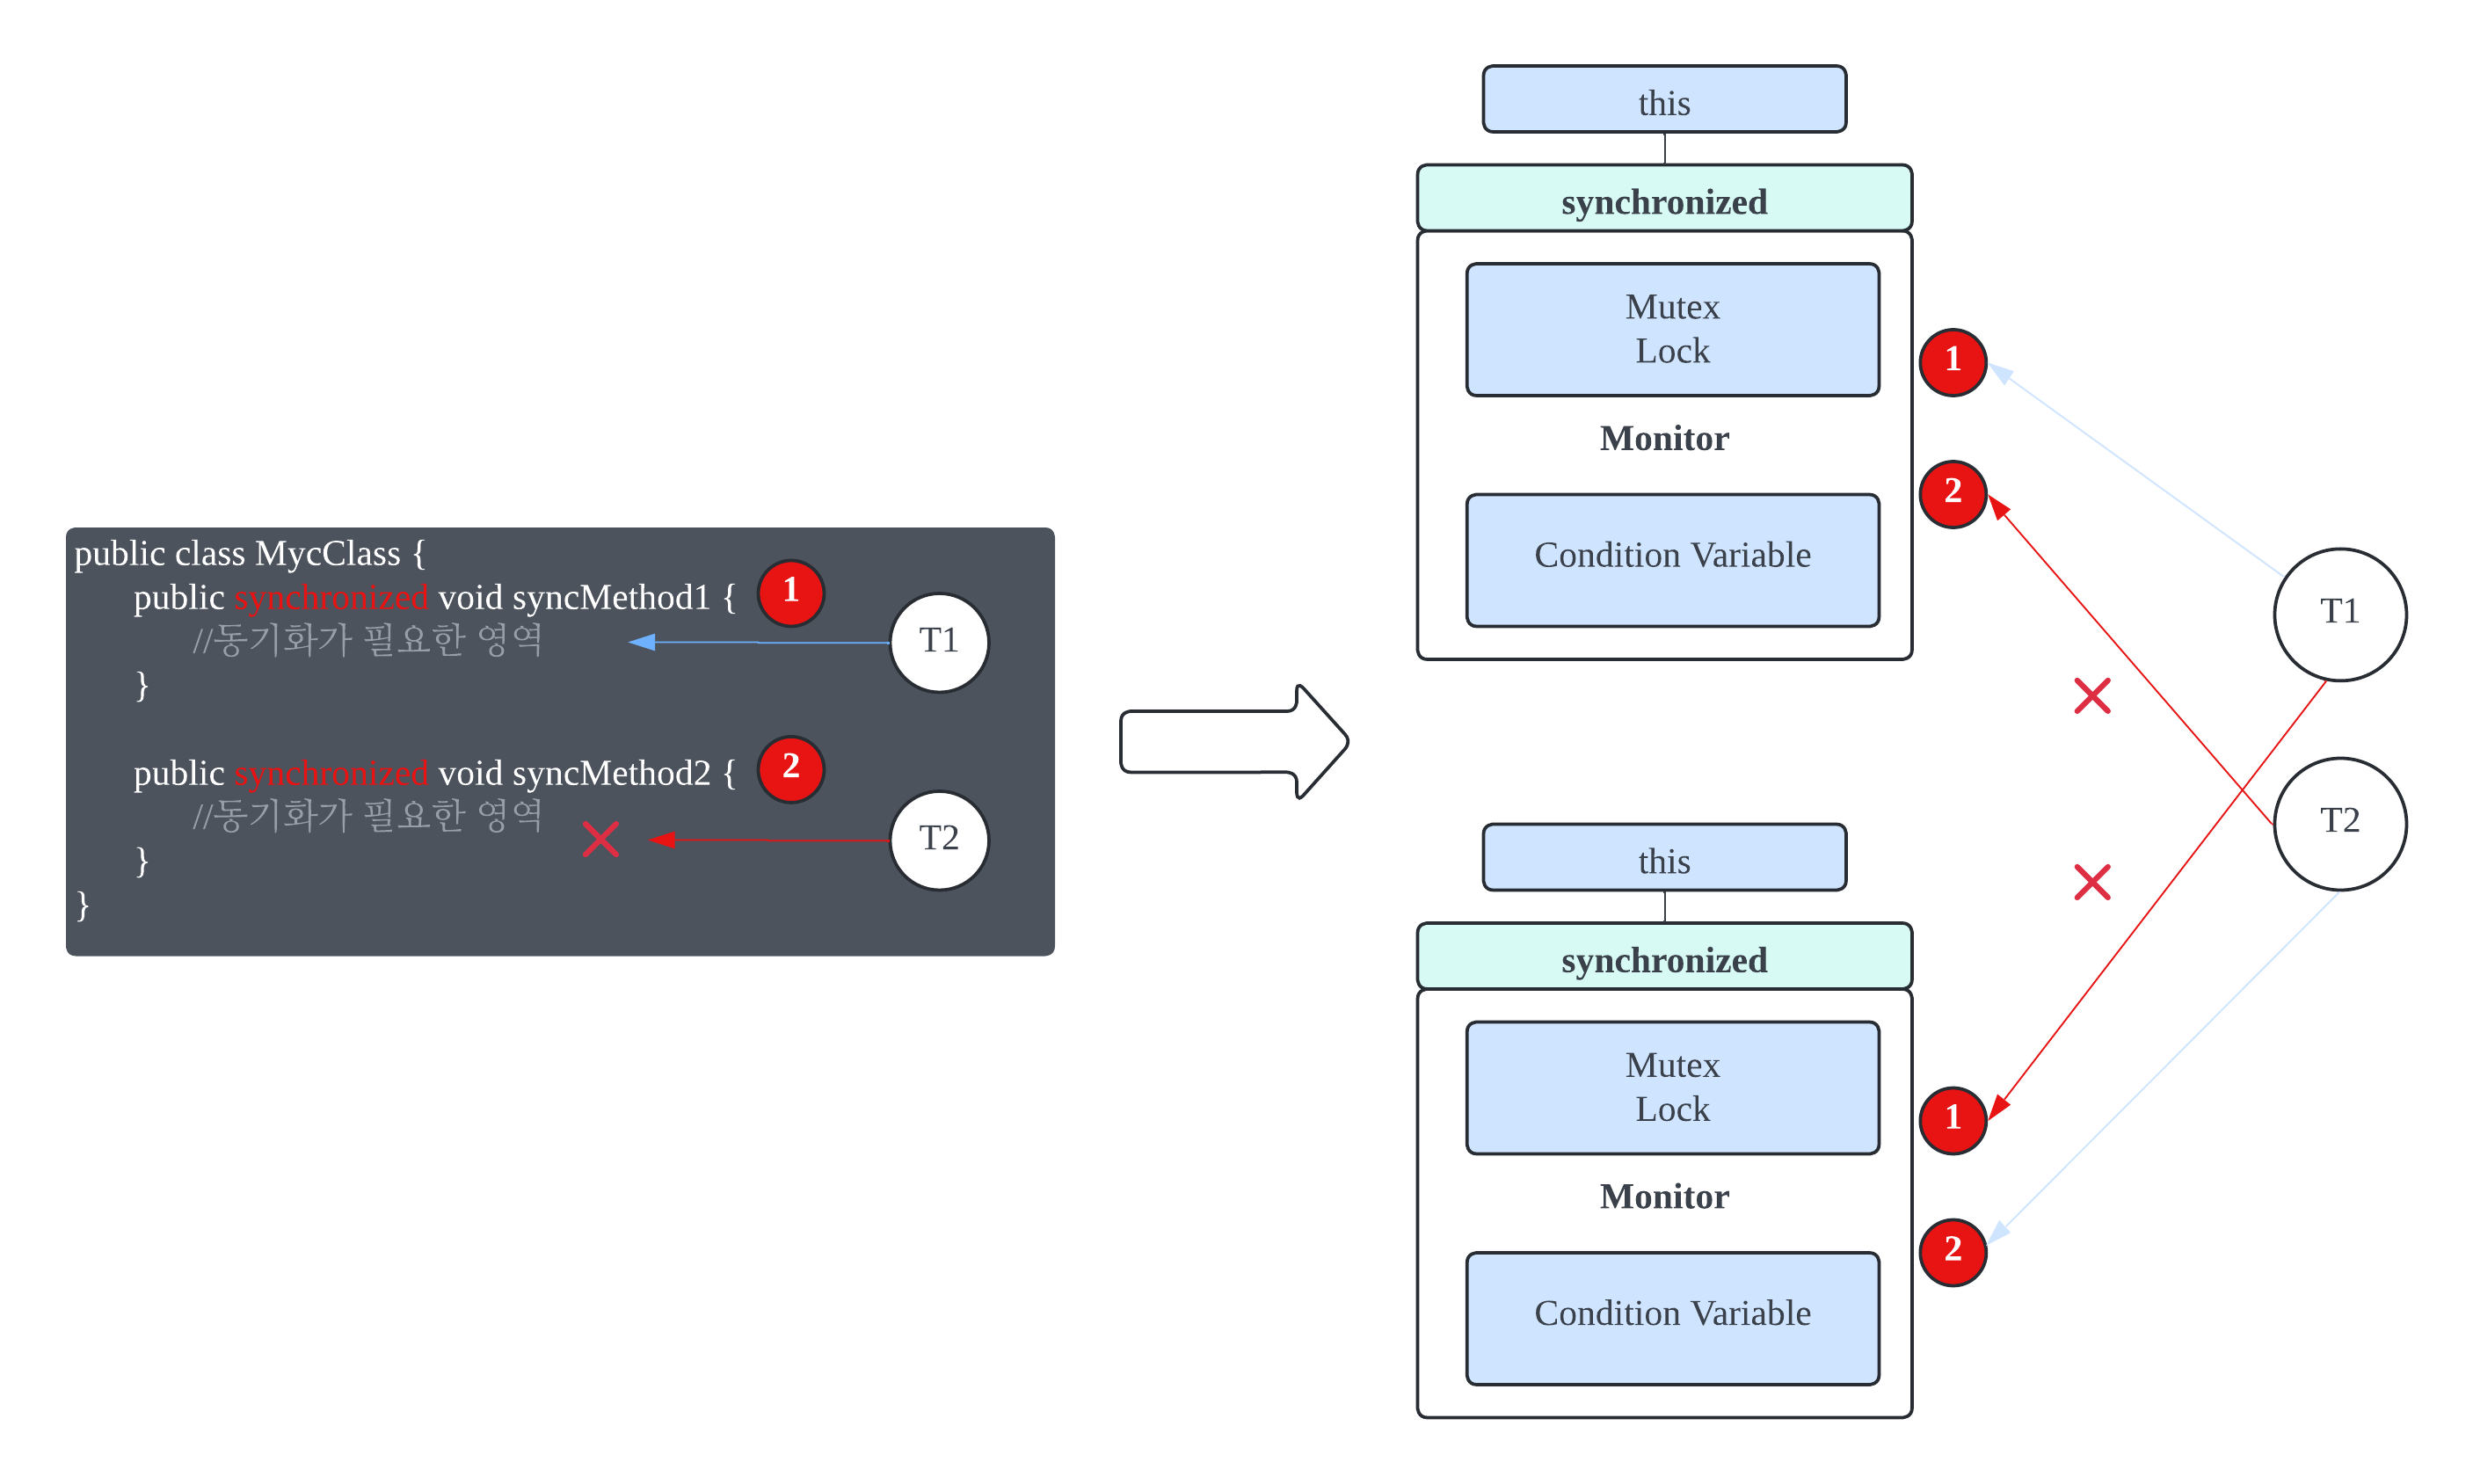 public class MycClass {
public synchronized void syncMethod1 {
//동기화가 필요한 영역
}
public synchronized void syncMethod2 {
//동기화가 필요한 영역
}
}
1
T1
2
T2
this
synchronized
Mutex
Lock
Monitor
Condition Variable
1
2
this
synchronized
Mutex
Lock
Monitor
Condition Variable
1
2
T1
T2